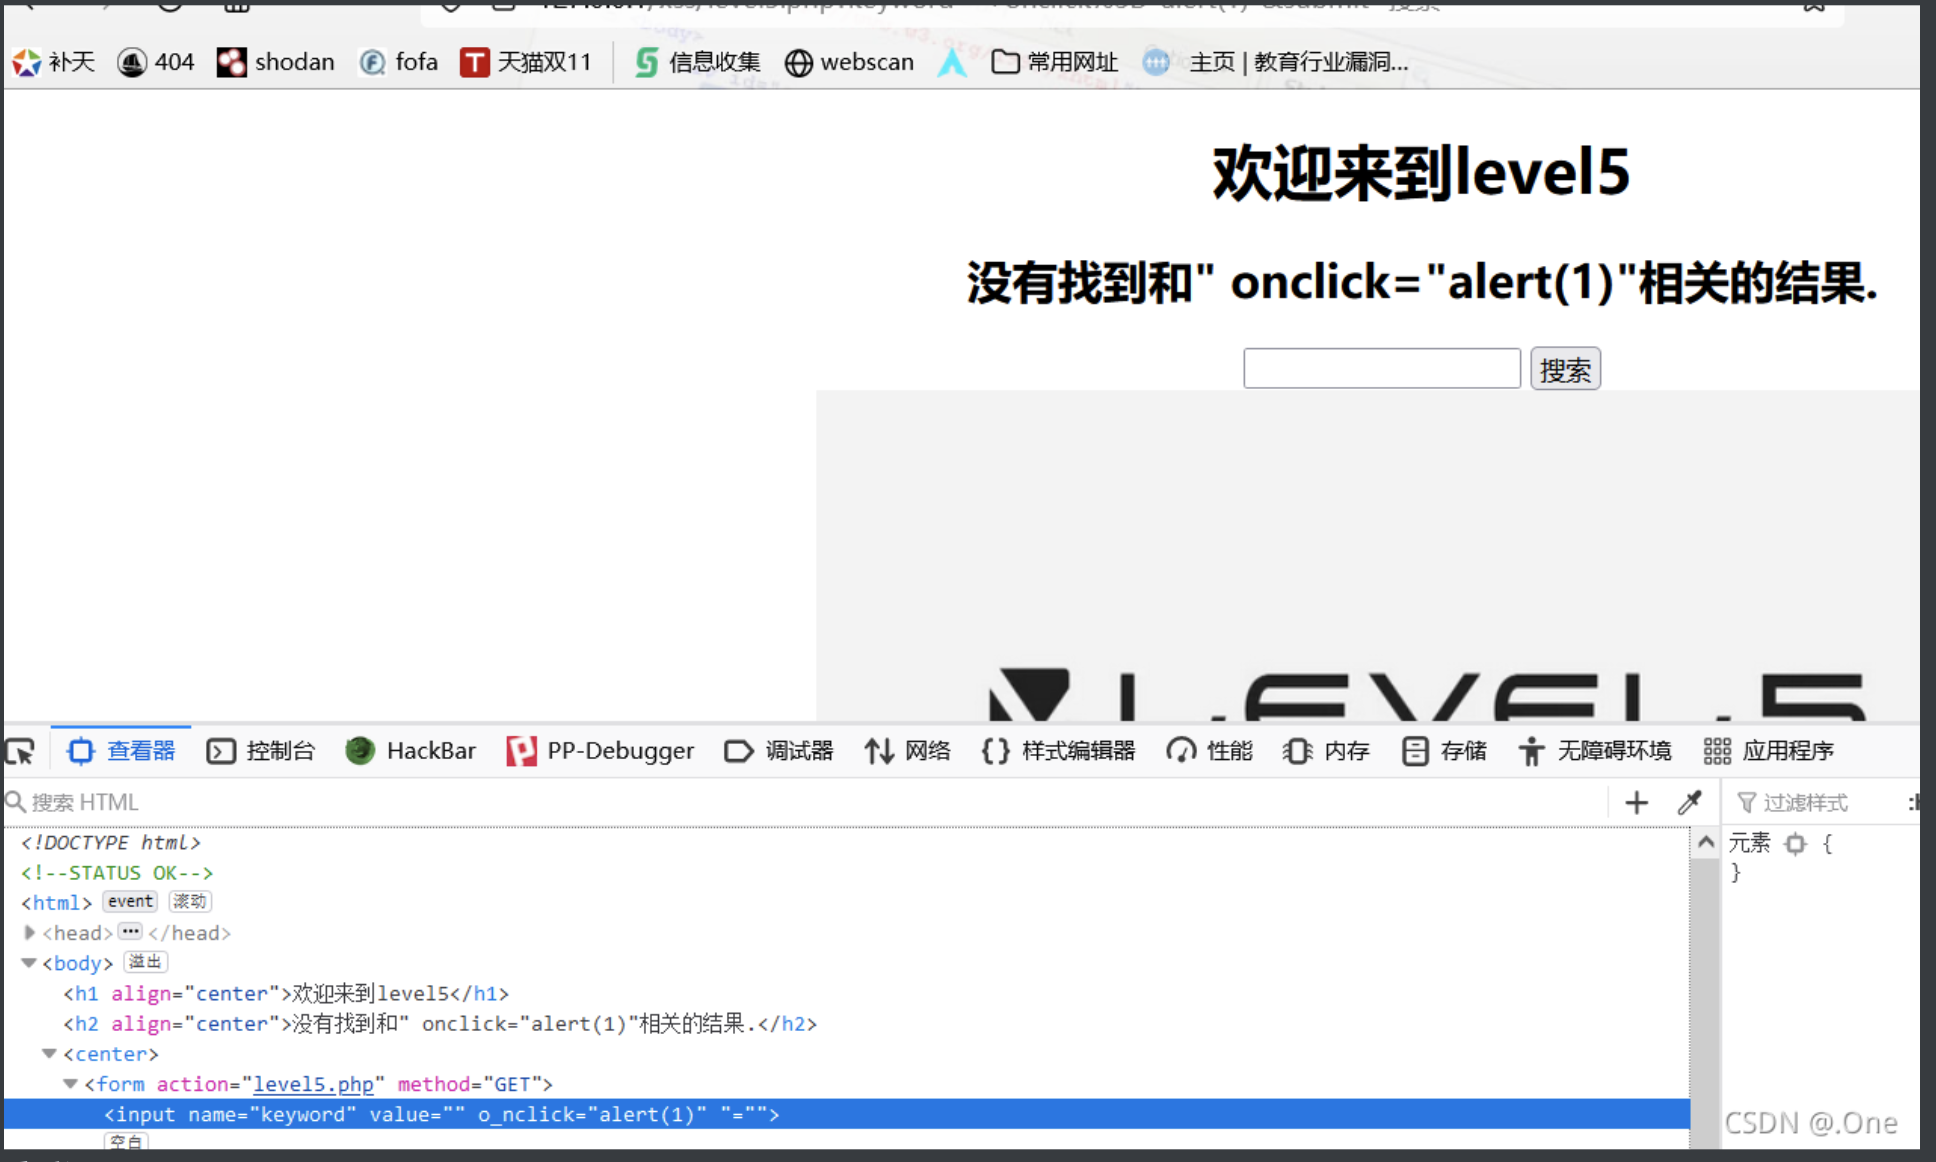 补天 404 shodan fofa 天猫双11 信息收集 webscan 常用网址 主页 | 教育行业漏洞...
欢迎来到level5
没有找到和" onclick="alert(1)"相关的结果.
搜索
LEVEL-5
查看器 控制台 HackBar PP-Debugger 调试器 网络 样式编辑器 性能 内存 存储 无障碍环境 应用程序
搜索 HTML
过滤样式
<!DOCTYPE html>
<!--STATUS OK-->
<html> event 滚动
<head> ... </head>
<body> 溢出
<h1 align="center">欢迎来到level5</h1>
<h2 align="center">没有找到和" onclick="alert(1)"相关的结果.</h2>
<center>
<form action="level5.php" method="GET">
<input name="keyword" value="" o_nclick="alert(1)" "="">
空白
元素 {
}
CSDN @.One